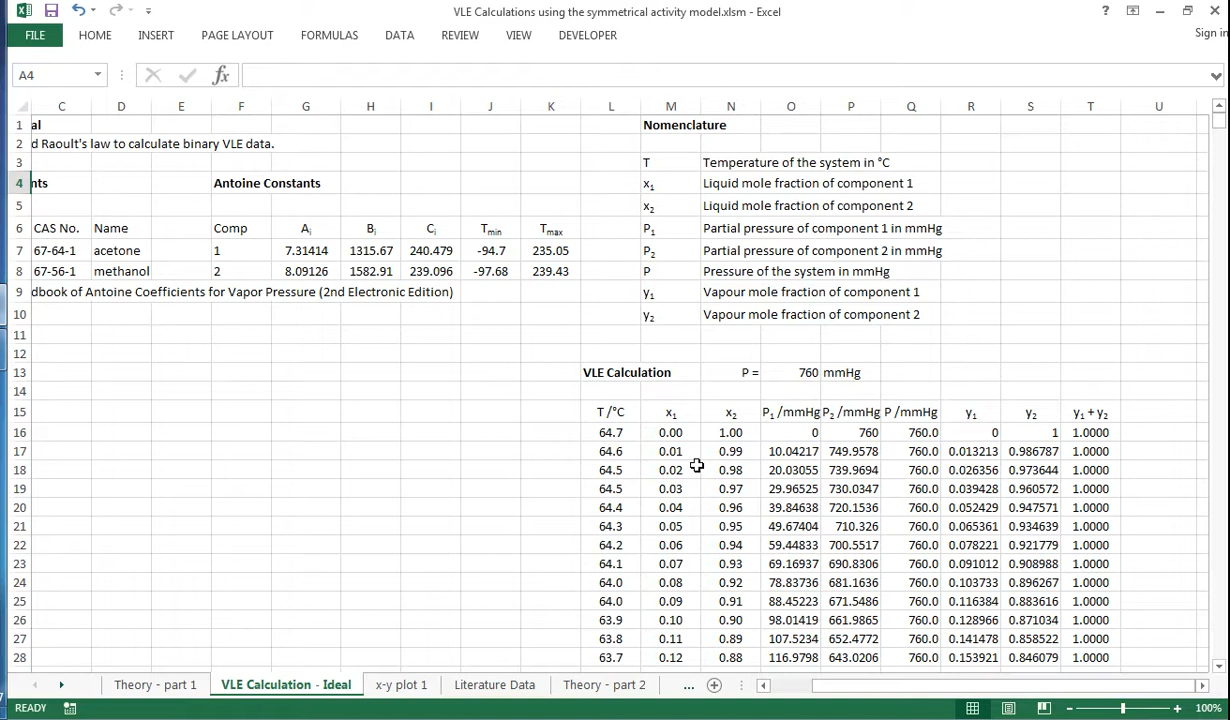 VLE Calculations using the symmetrical activity model.xlsm - Excel
?
FILE HOME INSERT PAGE LAYOUT FORMULAS DATA REVIEW VIEW DEVELOPER Sign in
A4 fx
C D E F G H I J K L M N O P Q R S T U
1 al Nomenclature
2 d Raoult's law to calculate binary VLE data.
3 T Temperature of the system in °C
4 nts Antoine Constants x₁ Liquid mole fraction of component 1
5 x₂ Liquid mole fraction of component 2
6 CAS No. Name Comp Aᵢ Bᵢ Cᵢ Tmin Tmax P₁ Partial pressure of component 1 in mmHg
7 67-64-1 acetone 1 7.31414 1315.67 240.479 -94.7 235.05 P₂ Partial pressure of component 2 in mmHg
8 67-56-1 methanol 2 8.09126 1582.91 239.096 -97.68 239.43 P Pressure of the system in mmHg
9 dbook of Antoine Coefficients for Vapor Pressure (2nd Electronic Edition) y₁ Vapour mole fraction of component 1
10 y₂ Vapour mole fraction of component 2
11
12
13 VLE Calculation P = 760 mmHg
14
15 T /°C x₁ x₂ P₁ /mmHg P₂ /mmHg P /mmHg y₁ y₂ y₁ + y₂
16 64.7 0.00 1.00 0 760 760.0 0 1 1.0000
17 64.6 0.01 0.99 10.04217 749.9578 760.0 0.013213 0.986787 1.0000
18 64.5 0.02 0.98 20.03055 739.9694 760.0 0.026356 0.973644 1.0000
19 64.5 0.03 0.97 29.96525 730.0347 760.0 0.039428 0.960572 1.0000
20 64.4 0.04 0.96 39.84638 720.1536 760.0 0.052429 0.947571 1.0000
21 64.3 0.05 0.95 49.67404 710.326 760.0 0.065361 0.934639 1.0000
22 64.2 0.06 0.94 59.44833 700.5517 760.0 0.078221 0.921779 1.0000
23 64.1 0.07 0.93 69.16937 690.8306 760.0 0.091012 0.908988 1.0000
24 64.0 0.08 0.92 78.83736 681.1636 760.0 0.103733 0.896267 1.0000
25 64.0 0.09 0.91 88.45223 671.5486 760.0 0.116384 0.883616 1.0000
26 63.9 0.10 0.90 98.01419 661.9865 760.0 0.128966 0.871034 1.0000
27 63.8 0.11 0.89 107.5234 652.4772 760.0 0.141478 0.858522 1.0000
28 63.7 0.12 0.88 116.9798 643.0206 760.0 0.153921 0.846079 1.0000
Theory - part 1 VLE Calculation - Ideal x-y plot 1 Literature Data Theory - part 2 ...
READY 100%